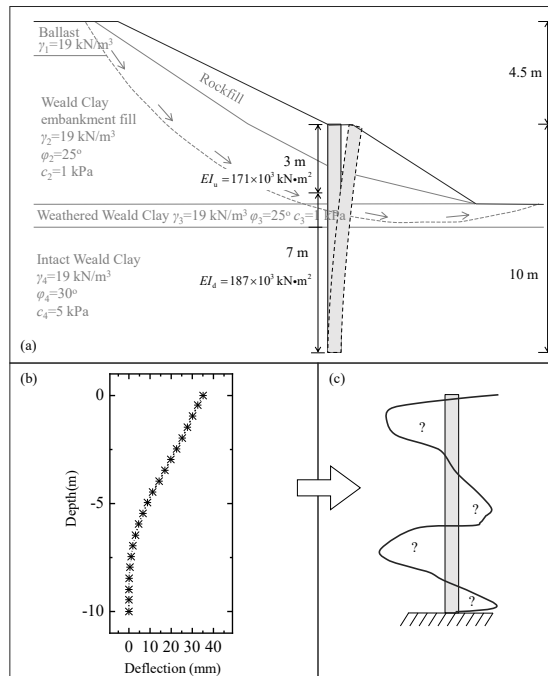 Ballast
γ₁=19 kN/m³
Rockfill
4.5 m
Weald Clay
embankment fill
γ₂=19 kN/m³
φ₂=25°
c₂=1 kPa
3 m
EIᵤ=171×10³ kN•m²
Weathered Weald Clay γ₃=19 kN/m³ φ₃=25° c₃=1 kPa
7 m
EI_d=187×10³ kN•m²
10 m
Intact Weald Clay
γ₄=19 kN/m³
φ₄=30°
c₄=5 kPa
(a)
(b)
0
-5
-10
Depth(m)
0 10 20 30 40
Deflection (mm)
(c)
?
?
?
?